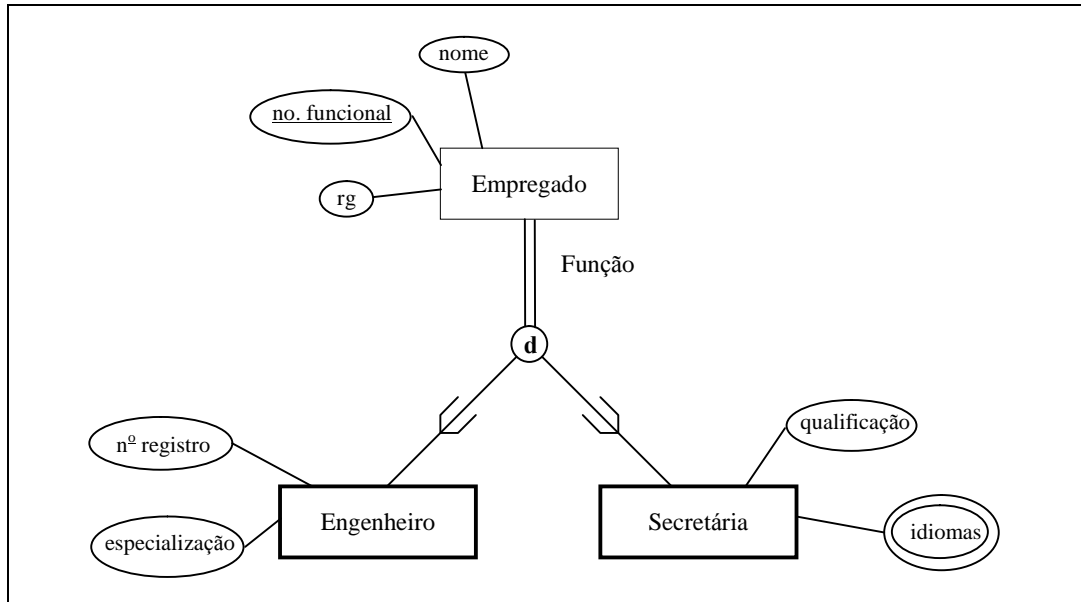 nome
no. funcional
Empregado
rg
Função
d
qualificação
nº registro
Engenheiro
Secretária
idiomas
especialização